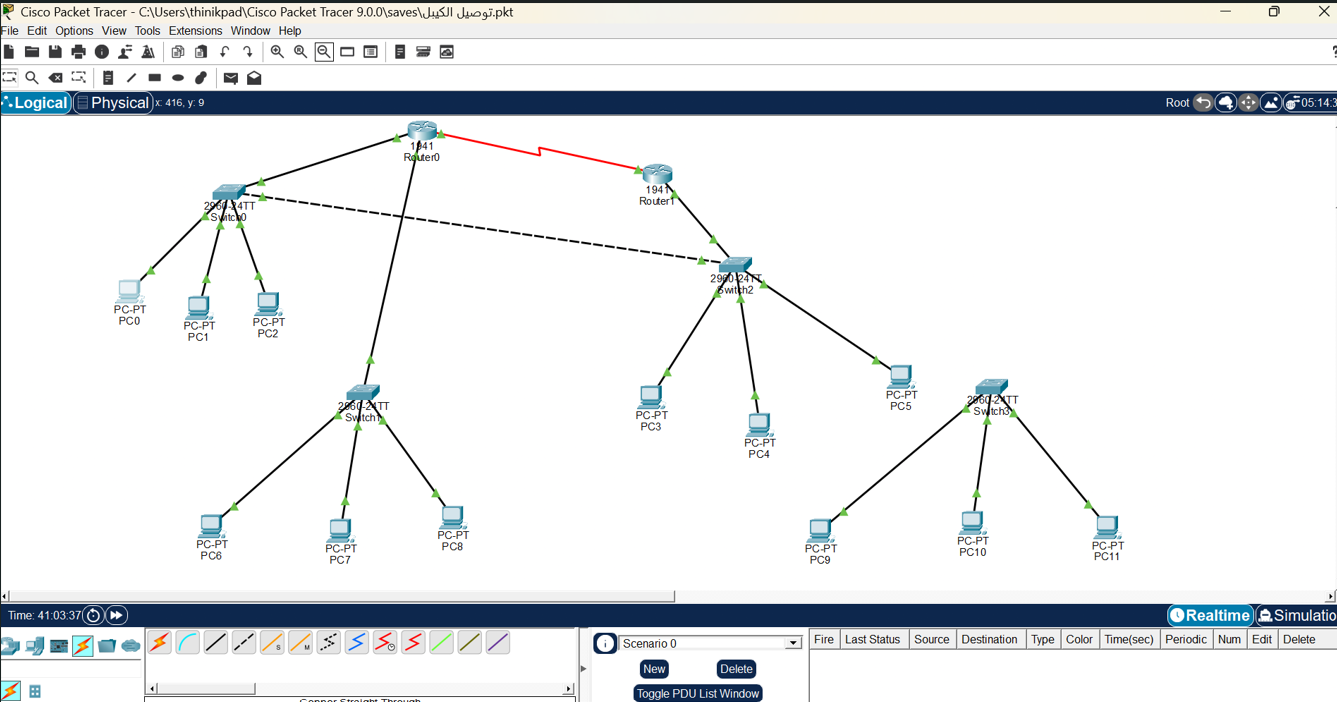 Cisco Packet Tracer - C:\Users\thinikpad\Cisco Packet Tracer 9.0.0\saves\توصيل الكيبل.pkt
File Edit Options View Tools Extensions Window Help
Logical Physical x: 416, y: 9 Root 05:14:3
1941
Router0
1941
Router1
2960-24TT
Switch0
2960-24TT
Switch2
PC-PT
PC0
PC-PT
PC1
PC-PT
PC2
2960-24TT
Switch1
PC-PT
PC3
PC-PT
PC4
PC-PT
PC5
2960-24TT
Switch3
PC-PT
PC6
PC-PT
PC7
PC-PT
PC8
PC-PT
PC9
PC-PT
PC10
PC-PT
PC11
Time: 41:03:37 Realtime Simulatio
Scenario 0
New Delete
Toggle PDU List Window
Fire Last Status Source Destination Type Color Time(sec) Periodic Num Edit Delete
Copper Straight-Through